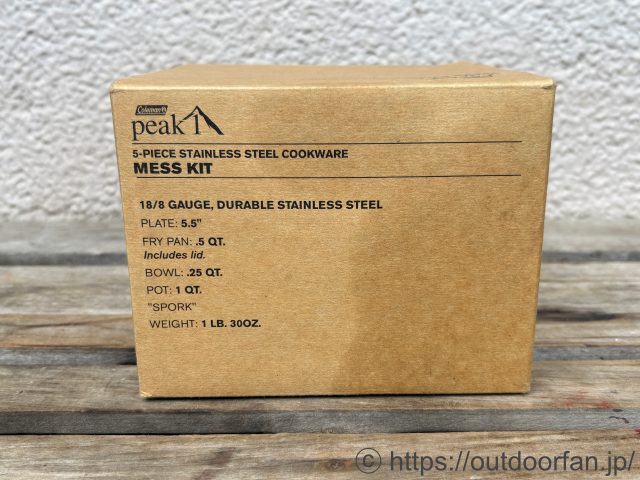 Coleman
peak 1
5-PIECE STAINLESS STEEL COOKWARE
MESS KIT
18/8 GAUGE, DURABLE STAINLESS STEEL
PLATE: 5.5"
FRY PAN: .5 QT.
Includes lid.
BOWL: .25 QT.
POT: 1 QT.
"SPORK"
WEIGHT: 1 LB. 30OZ.
© https://outdoorfan.jp/